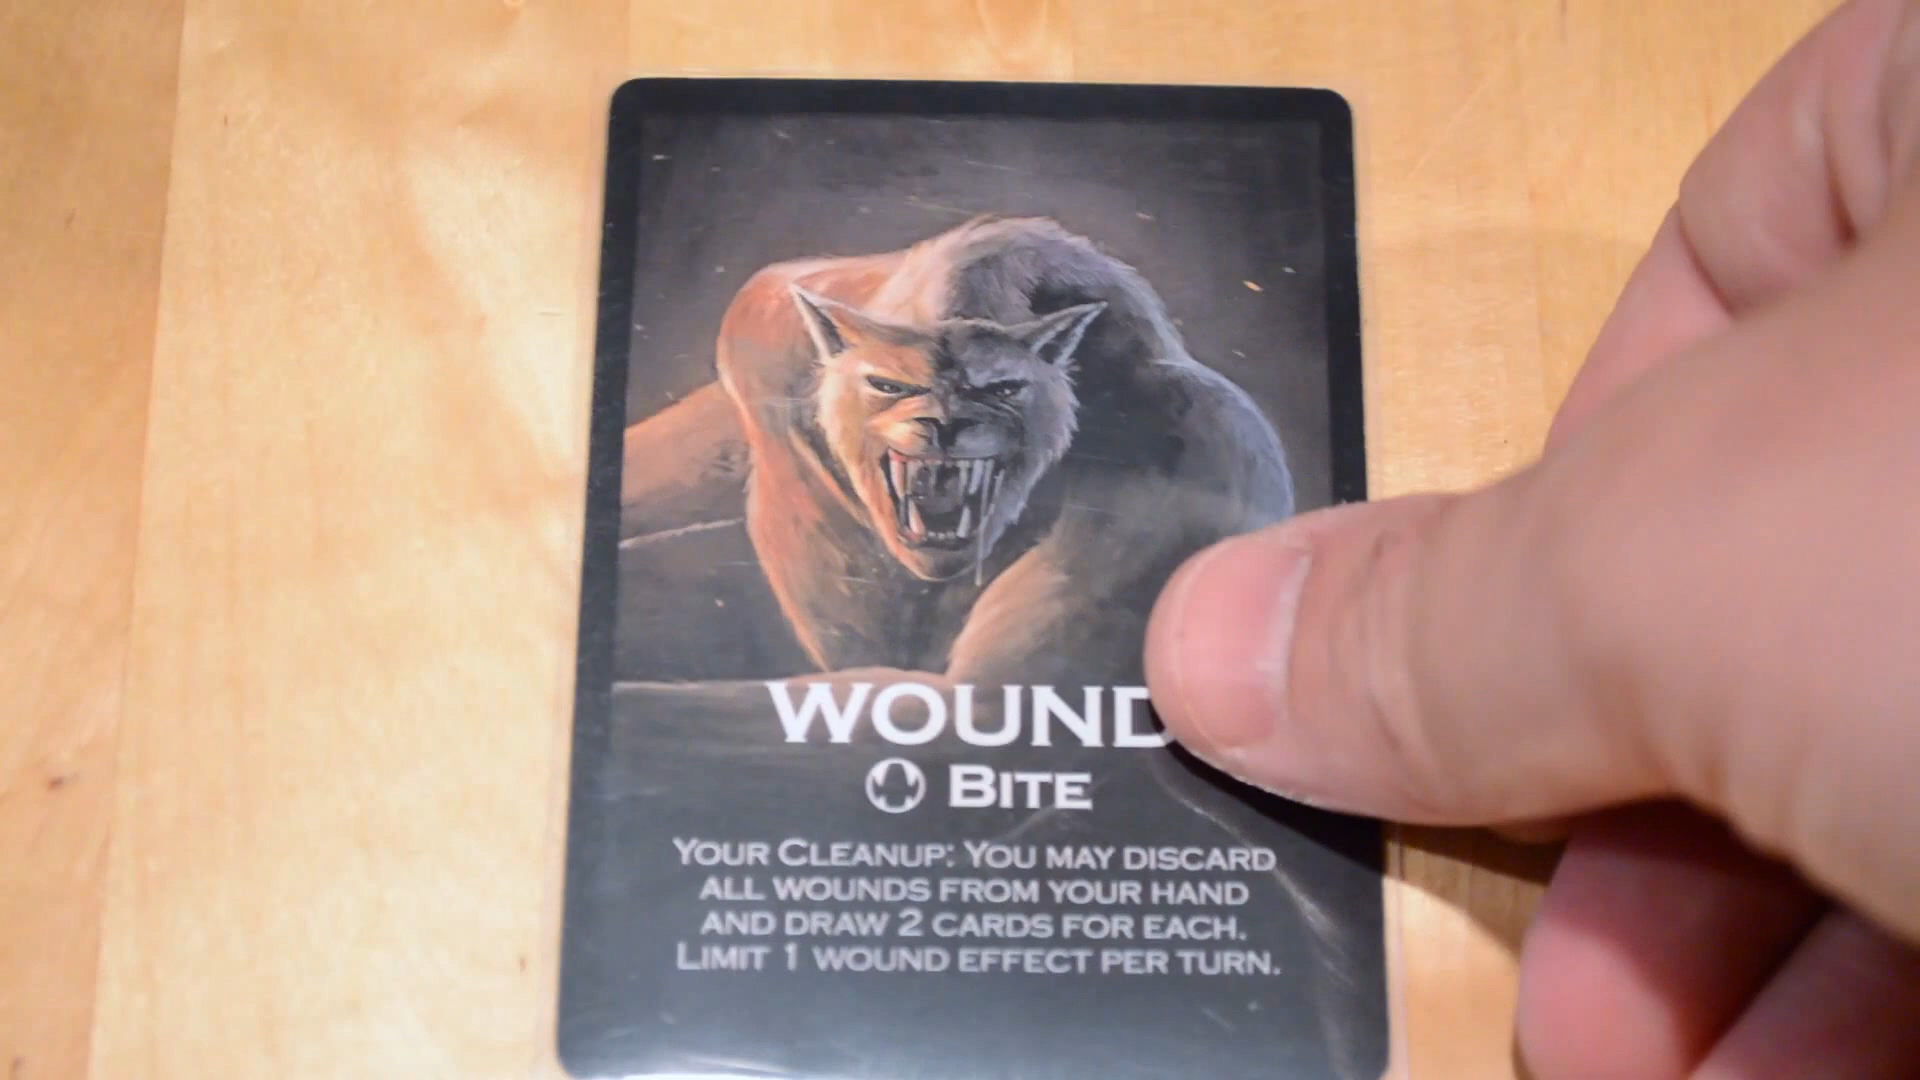 WOUND
BITE
YOUR CLEANUP: YOU MAY DISCARD
ALL WOUNDS FROM YOUR HAND
AND DRAW 2 CARDS FOR EACH.
LIMIT 1 WOUND EFFECT PER TURN.